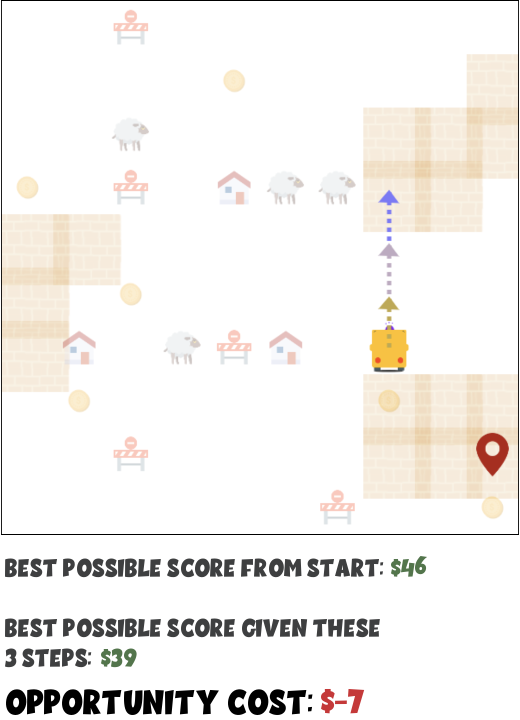 BEST POSSIBLE SCORE FROM START: $46
BEST POSSIBLE SCORE GIVEN THESE
3 STEPS: $39
OPPORTUNITY COST: $-7